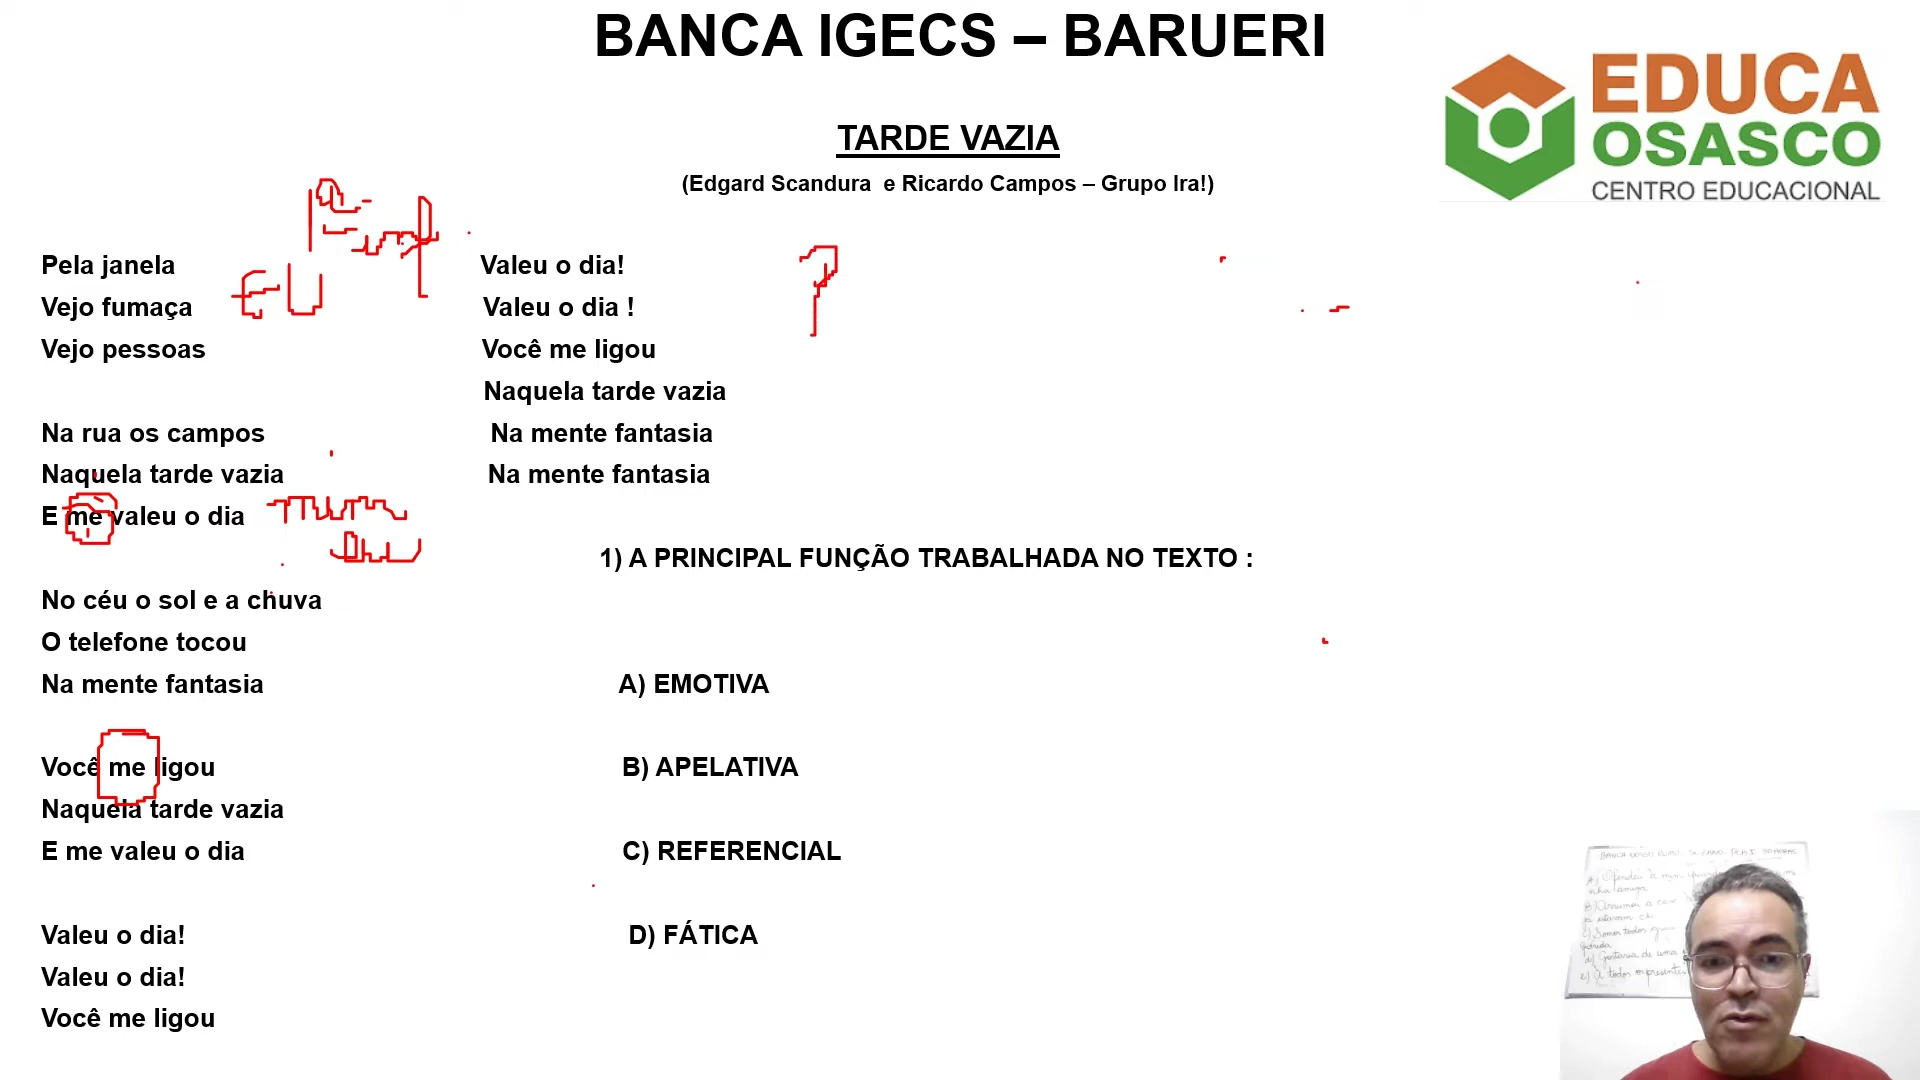 BANCA IGECS – BARUERI
EDUCA
OSASCO
CENTRO EDUCACIONAL
TARDE VAZIA
(Edgard Scandura e Ricardo Campos – Grupo Ira!)
Pela janela
Vejo fumaça
EU
Vejo pessoas
Na rua os campos
Naquela tarde vazia
E me valeu o dia
No céu o sol e a chuva
O telefone tocou
Na mente fantasia
Você me ligou
Naquela tarde vazia
E me valeu o dia
Valeu o dia!
Valeu o dia!
Você me ligou
Valeu o dia!
Valeu o dia !
Você me ligou
Naquela tarde vazia
Na mente fantasia
Na mente fantasia
?
1) A PRINCIPAL FUNÇÃO TRABALHADA NO TEXTO :
A) EMOTIVA
B) APELATIVA
C) REFERENCIAL
D) FÁTICA